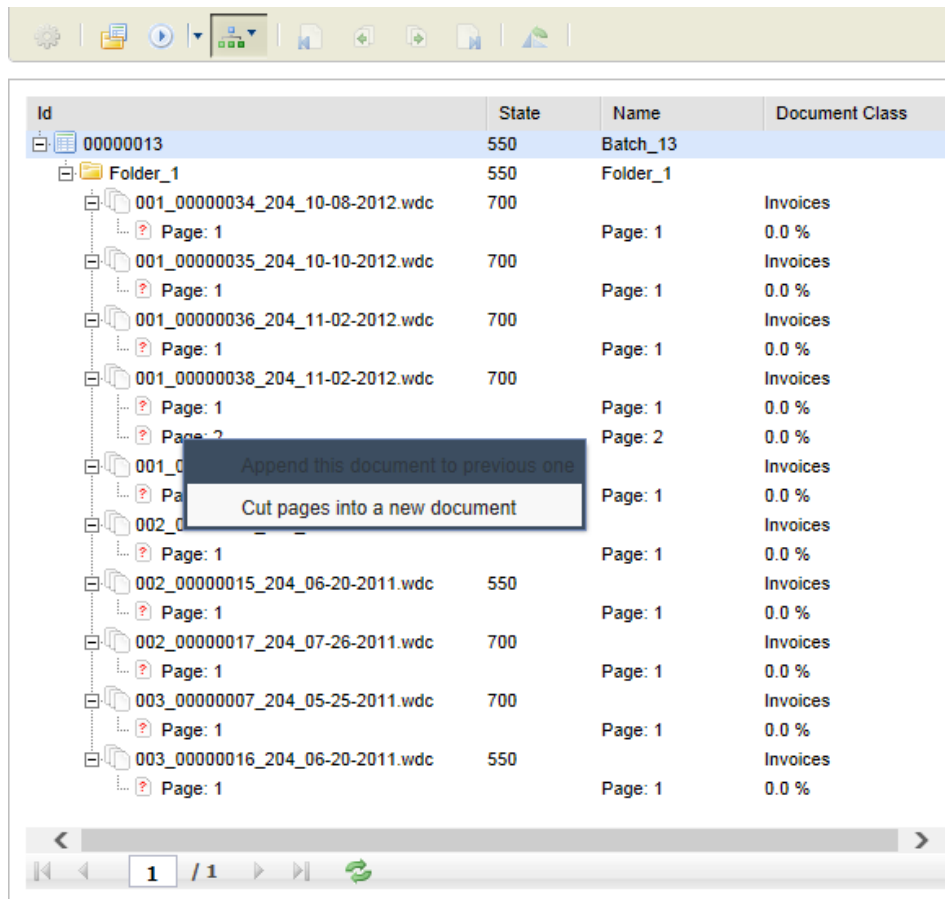 Id State Name Document Class
00000013 550 Batch_13
Folder_1 550 Folder_1
001_00000034_204_10-08-2012.wdc 700 Invoices
? Page: 1 Page: 1 0.0 %
001_00000035_204_10-10-2012.wdc 700 Invoices
? Page: 1 Page: 1 0.0 %
001_00000036_204_11-02-2012.wdc 700 Invoices
? Page: 1 Page: 1 0.0 %
001_00000038_204_11-02-2012.wdc 700 Invoices
? Page: 1 Page: 1 0.0 %
? Page: 2 Page: 2 0.0 %
001_0 Append this document to previous one Invoices
? Pa Page: 1 0.0 %
Cut pages into a new document
002_0 Invoices
? Page: 1 Page: 1 0.0 %
002_00000015_204_06-20-2011.wdc 550 Invoices
? Page: 1 Page: 1 0.0 %
002_00000017_204_07-26-2011.wdc 700 Invoices
? Page: 1 Page: 1 0.0 %
003_00000007_204_05-25-2011.wdc 700 Invoices
? Page: 1 Page: 1 0.0 %
003_00000016_204_06-20-2011.wdc 550 Invoices
? Page: 1 Page: 1 0.0 %
1 / 1